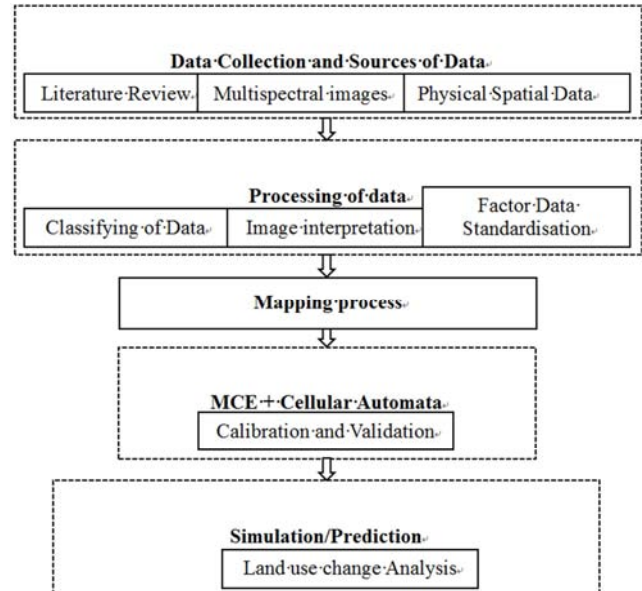 Data Collection and Sources of Data
Literature Review
Multispectral images
Physical Spatial Data
Processing of data
Classifying of Data
Image interpretation
Factor Data
Standardisation
Mapping process
MCE + Cellular Automata
Calibration and Validation
Simulation/Prediction
Land use change Analysis